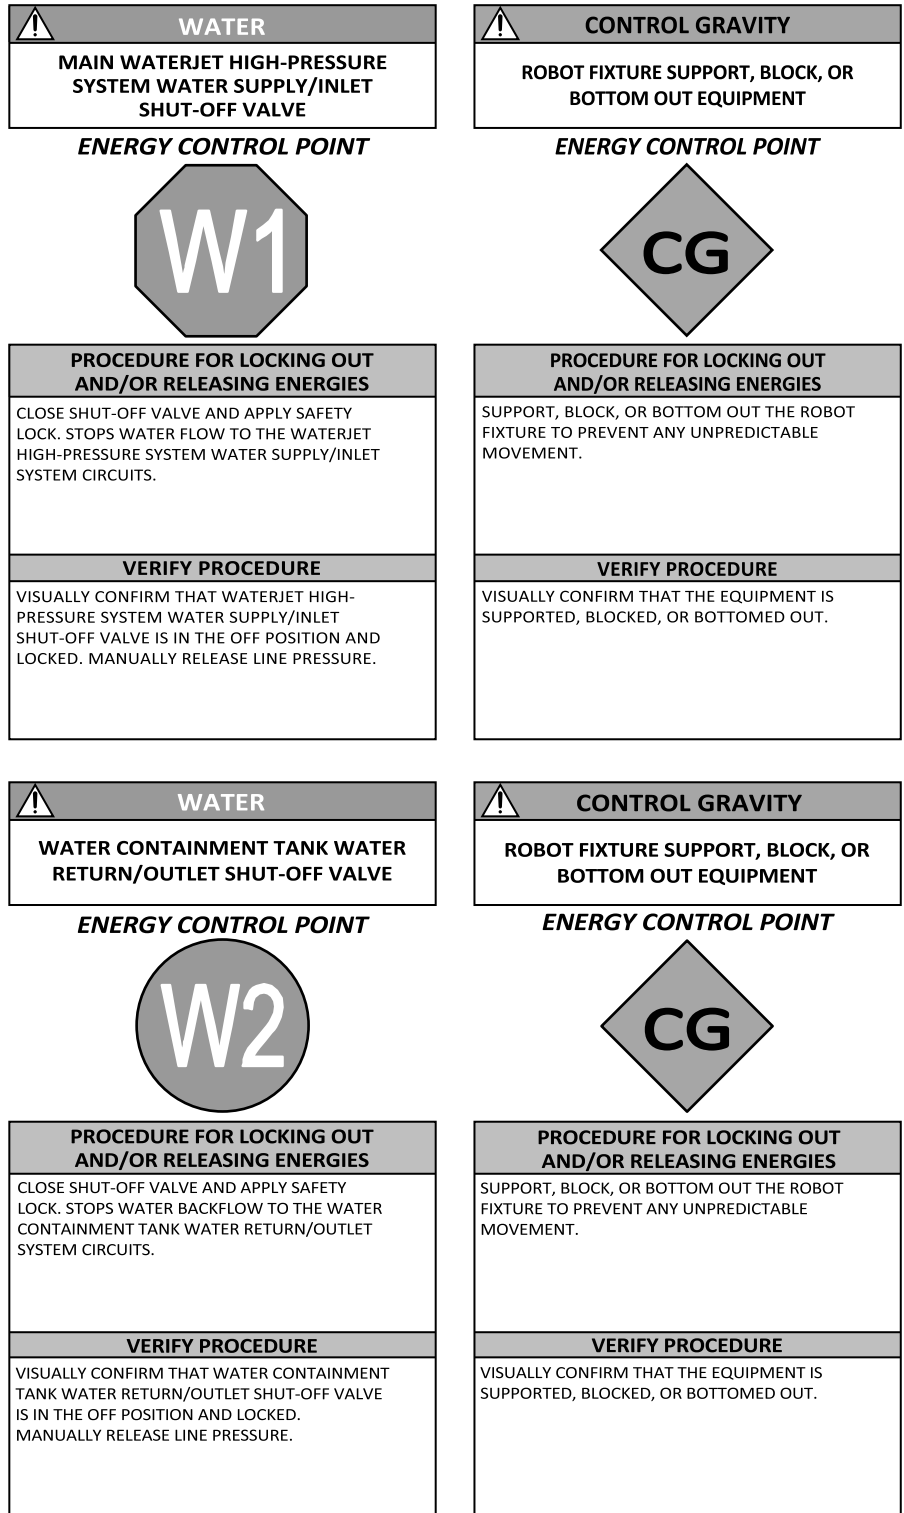 WATER
MAIN WATERJET HIGH-PRESSURE
SYSTEM WATER SUPPLY/INLET
SHUT-OFF VALVE
ENERGY CONTROL POINT
W1
PROCEDURE FOR LOCKING OUT
AND/OR RELEASING ENERGIES
CLOSE SHUT-OFF VALVE AND APPLY SAFETY
LOCK. STOPS WATER FLOW TO THE WATERJET
HIGH-PRESSURE SYSTEM WATER SUPPLY/INLET
SYSTEM CIRCUITS.
VERIFY PROCEDURE
VISUALLY CONFIRM THAT WATERJET HIGH-
PRESSURE SYSTEM WATER SUPPLY/INLET
SHUT-OFF VALVE IS IN THE OFF POSITION AND
LOCKED. MANUALLY RELEASE LINE PRESSURE.
CONTROL GRAVITY
ROBOT FIXTURE SUPPORT, BLOCK, OR
BOTTOM OUT EQUIPMENT
ENERGY CONTROL POINT
CG
PROCEDURE FOR LOCKING OUT
AND/OR RELEASING ENERGIES
SUPPORT, BLOCK, OR BOTTOM OUT THE ROBOT
FIXTURE TO PREVENT ANY UNPREDICTABLE
MOVEMENT.
VERIFY PROCEDURE
VISUALLY CONFIRM THAT THE EQUIPMENT IS
SUPPORTED, BLOCKED, OR BOTTOMED OUT.
WATER
WATER CONTAINMENT TANK WATER
RETURN/OUTLET SHUT-OFF VALVE
ENERGY CONTROL POINT
W2
PROCEDURE FOR LOCKING OUT
AND/OR RELEASING ENERGIES
CLOSE SHUT-OFF VALVE AND APPLY SAFETY
LOCK. STOPS WATER BACKFLOW TO THE WATER
CONTAINMENT TANK WATER RETURN/OUTLET
SYSTEM CIRCUITS.
VERIFY PROCEDURE
VISUALLY CONFIRM THAT WATER CONTAINMENT
TANK WATER RETURN/OUTLET SHUT-OFF VALVE
IS IN THE OFF POSITION AND LOCKED.
MANUALLY RELEASE LINE PRESSURE.
CONTROL GRAVITY
ROBOT FIXTURE SUPPORT, BLOCK, OR
BOTTOM OUT EQUIPMENT
ENERGY CONTROL POINT
CG
PROCEDURE FOR LOCKING OUT
AND/OR RELEASING ENERGIES
SUPPORT, BLOCK, OR BOTTOM OUT THE ROBOT
FIXTURE TO PREVENT ANY UNPREDICTABLE
MOVEMENT.
VERIFY PROCEDURE
VISUALLY CONFIRM THAT THE EQUIPMENT IS
SUPPORTED, BLOCKED, OR BOTTOMED OUT.